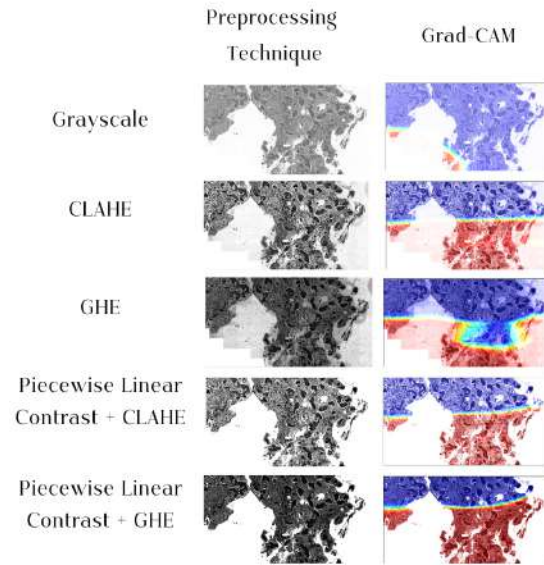 Preprocessing
Technique
Grad-CAM
Grayscale
CLAHE
GHE
Piecewise Linear
Contrast + CLAHE
Piecewise Linear
Contrast + GHE